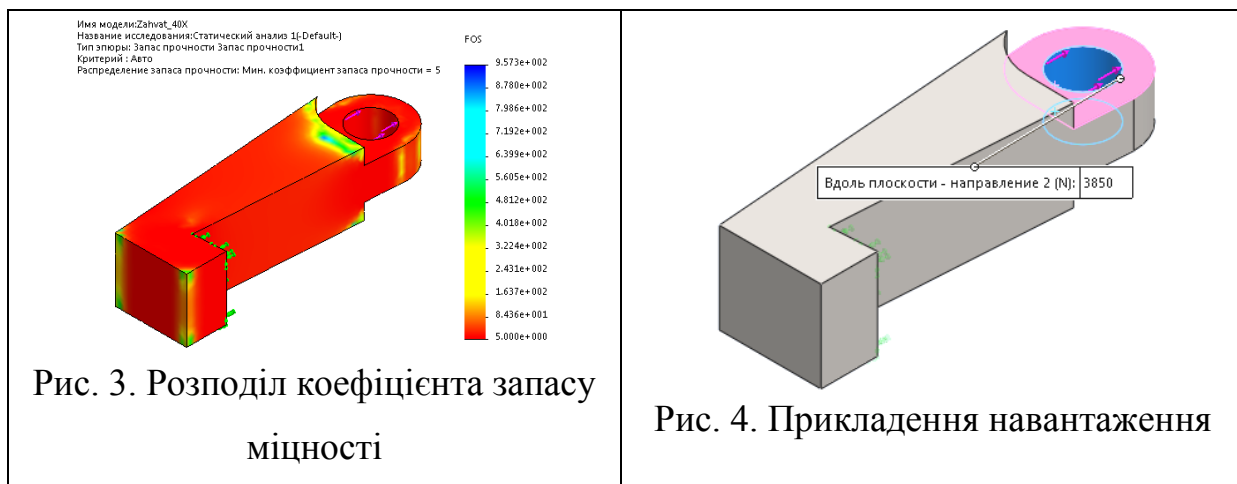 Имя модели:Zahvat_40X
Название исследования:Статический анализ 1(-Default-)
Тип эпюры: Запас прочности Запас прочности1
Критерий : Авто
Распределение запаса прочности: Мин. коэффициент запаса прочности = 5
FOS
9.573e+002
8.780e+002
7.986e+002
7.192e+002
6.399e+002
5.605e+002
4.812e+002
4.018e+002
3.224e+002
2.431e+002
1.637e+002
8.436e+001
5.000e+000
Рис. 3. Розподіл коефіцієнта запасу
міцності
Вдоль плоскости - направление 2 (N): 3850
Рис. 4. Прикладення навантаження